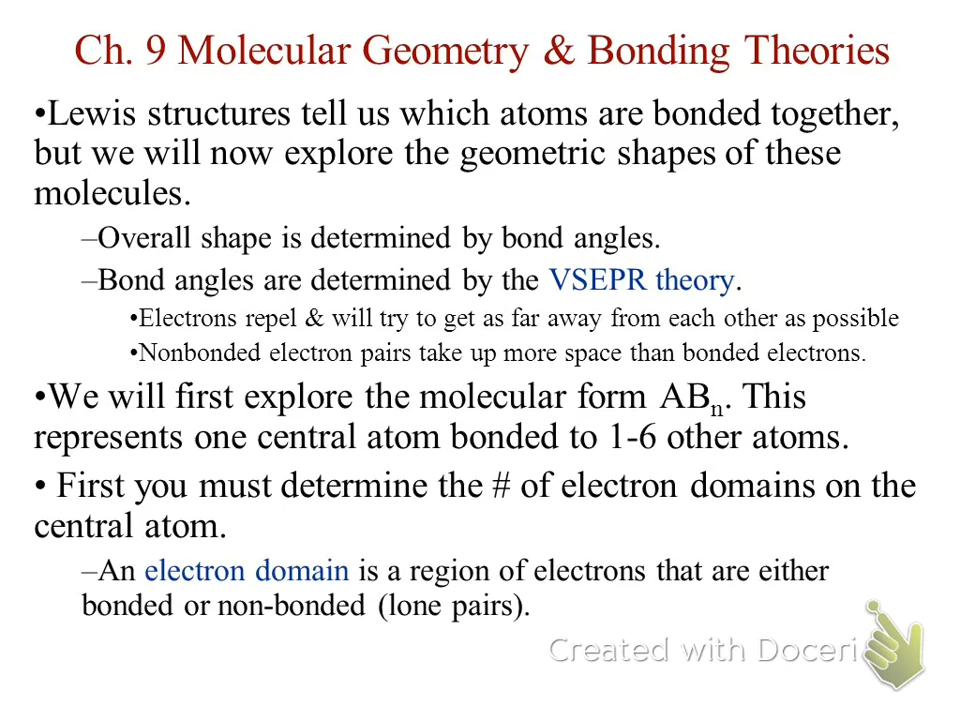 Ch. 9 Molecular Geometry & Bonding Theories
•Lewis structures tell us which atoms are bonded together,
but we will now explore the geometric shapes of these
molecules.
–Overall shape is determined by bond angles.
–Bond angles are determined by the VSEPR theory.
•Electrons repel & will try to get as far away from each other as possible
•Nonbonded electron pairs take up more space than bonded electrons.
•We will first explore the molecular form ABn. This
represents one central atom bonded to 1-6 other atoms.
• First you must determine the # of electron domains on the
central atom.
–An electron domain is a region of electrons that are either
bonded or non-bonded (lone pairs).
Created with Doceri